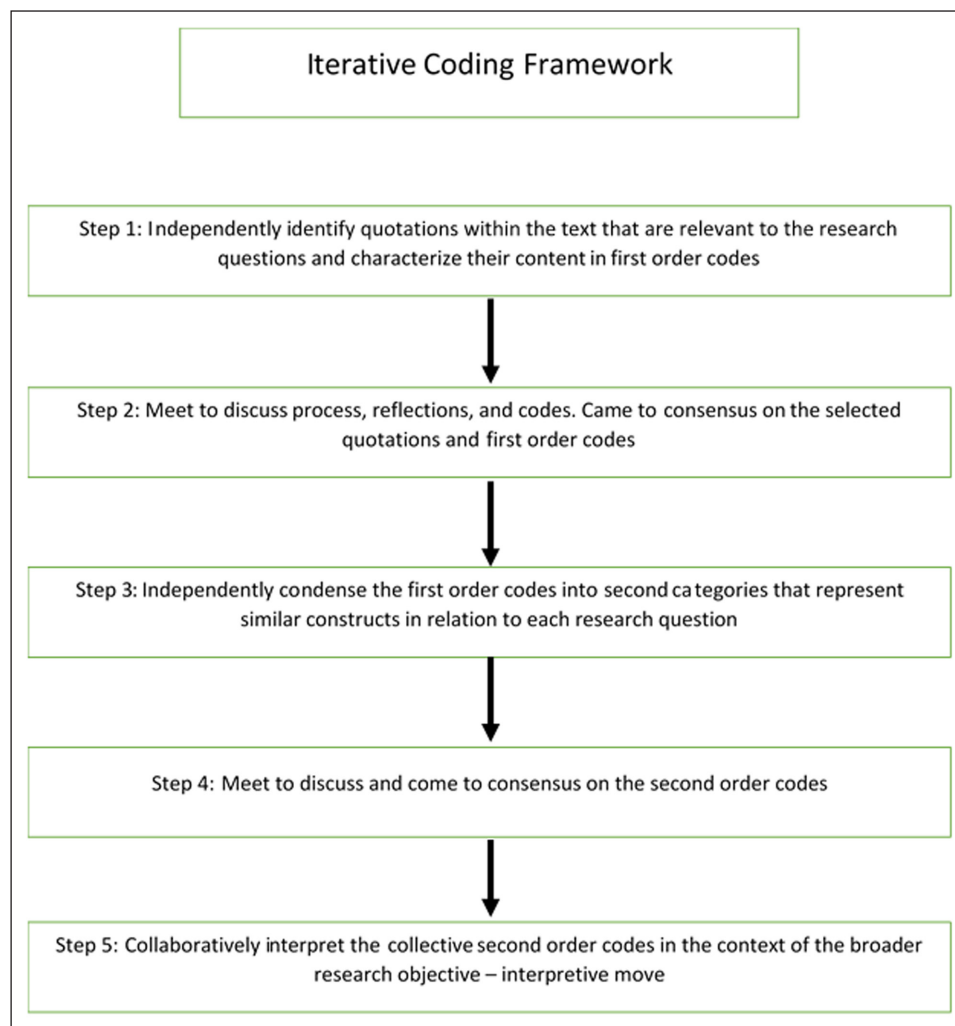 Iterative Coding Framework
Step 1: Independently identify quotations within the text that are relevant to the research
questions and characterize their content in first order codes
Step 2: Meet to discuss process, reflections, and codes. Came to consensus on the selected
quotations and first order codes
Step 3: Independently condense the first order codes into second categories that represent
similar constructs in relation to each research question
Step 4: Meet to discuss and come to consensus on the second order codes
Step 5: Collaboratively interpret the collective second order codes in the context of the broader
research objective – interpretive move